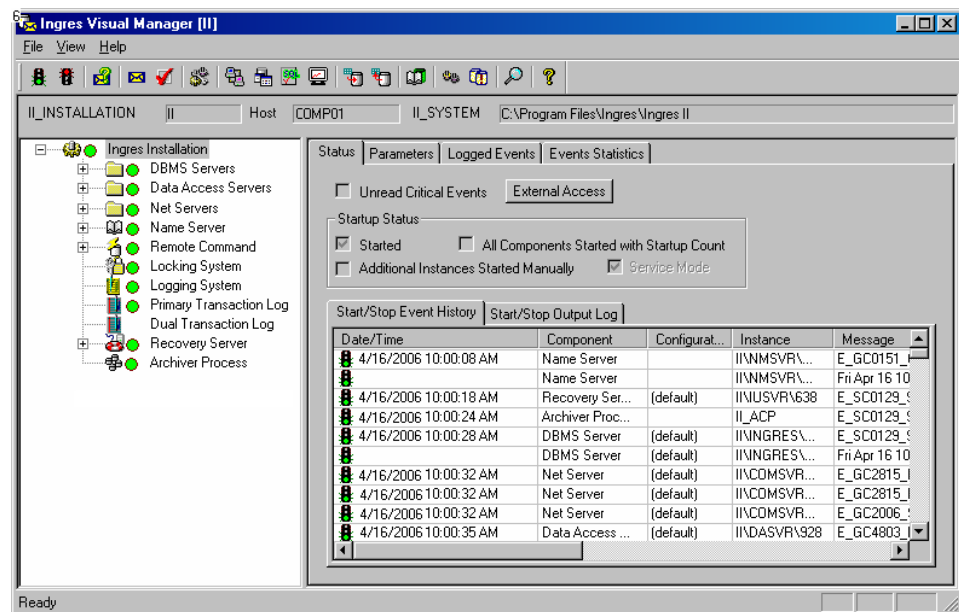 6
Ingres Visual Manager [II]
File View Help
II_INSTALLATION II Host COMP01 II_SYSTEM C:\Program Files\Ingres\Ingres II
Ingres Installation
DBMS Servers
Data Access Servers
Net Servers
Name Server
Remote Command
Locking System
Logging System
Primary Transaction Log
Dual Transaction Log
Recovery Server
Archiver Process
Status Parameters Logged Events Events Statistics
Unread Critical Events External Access
Startup Status
Started All Components Started with Startup Count
Additional Instances Started Manually Service Mode
Start/Stop Event History Start/Stop Output Log
Date/Time Component Configurat... Instance Message
4/16/2006 10:00:08 AM Name Server II\NMSVR\... E_GC0151_
Name Server II\NMSVR\... Fri Apr 16 10
4/16/2006 10:00:18 AM Recovery Ser... (default) II\IUSVR\638 E_SC0129_
4/16/2006 10:00:24 AM Archiver Proc... II_ACP E_SC0129_
4/16/2006 10:00:28 AM DBMS Server (default) II\INGRES\... E_SC0129_
DBMS Server (default) II\INGRES\... Fri Apr 16 10
4/16/2006 10:00:32 AM Net Server (default) II\COMSVR... E_GC2815_
4/16/2006 10:00:32 AM Net Server (default) II\COMSVR... E_GC2815_
4/16/2006 10:00:32 AM Net Server (default) II\COMSVR... E_GC2006_
4/16/2006 10:00:35 AM Data Access ... (default) II\DASVR\928 E_GC4803_
Ready